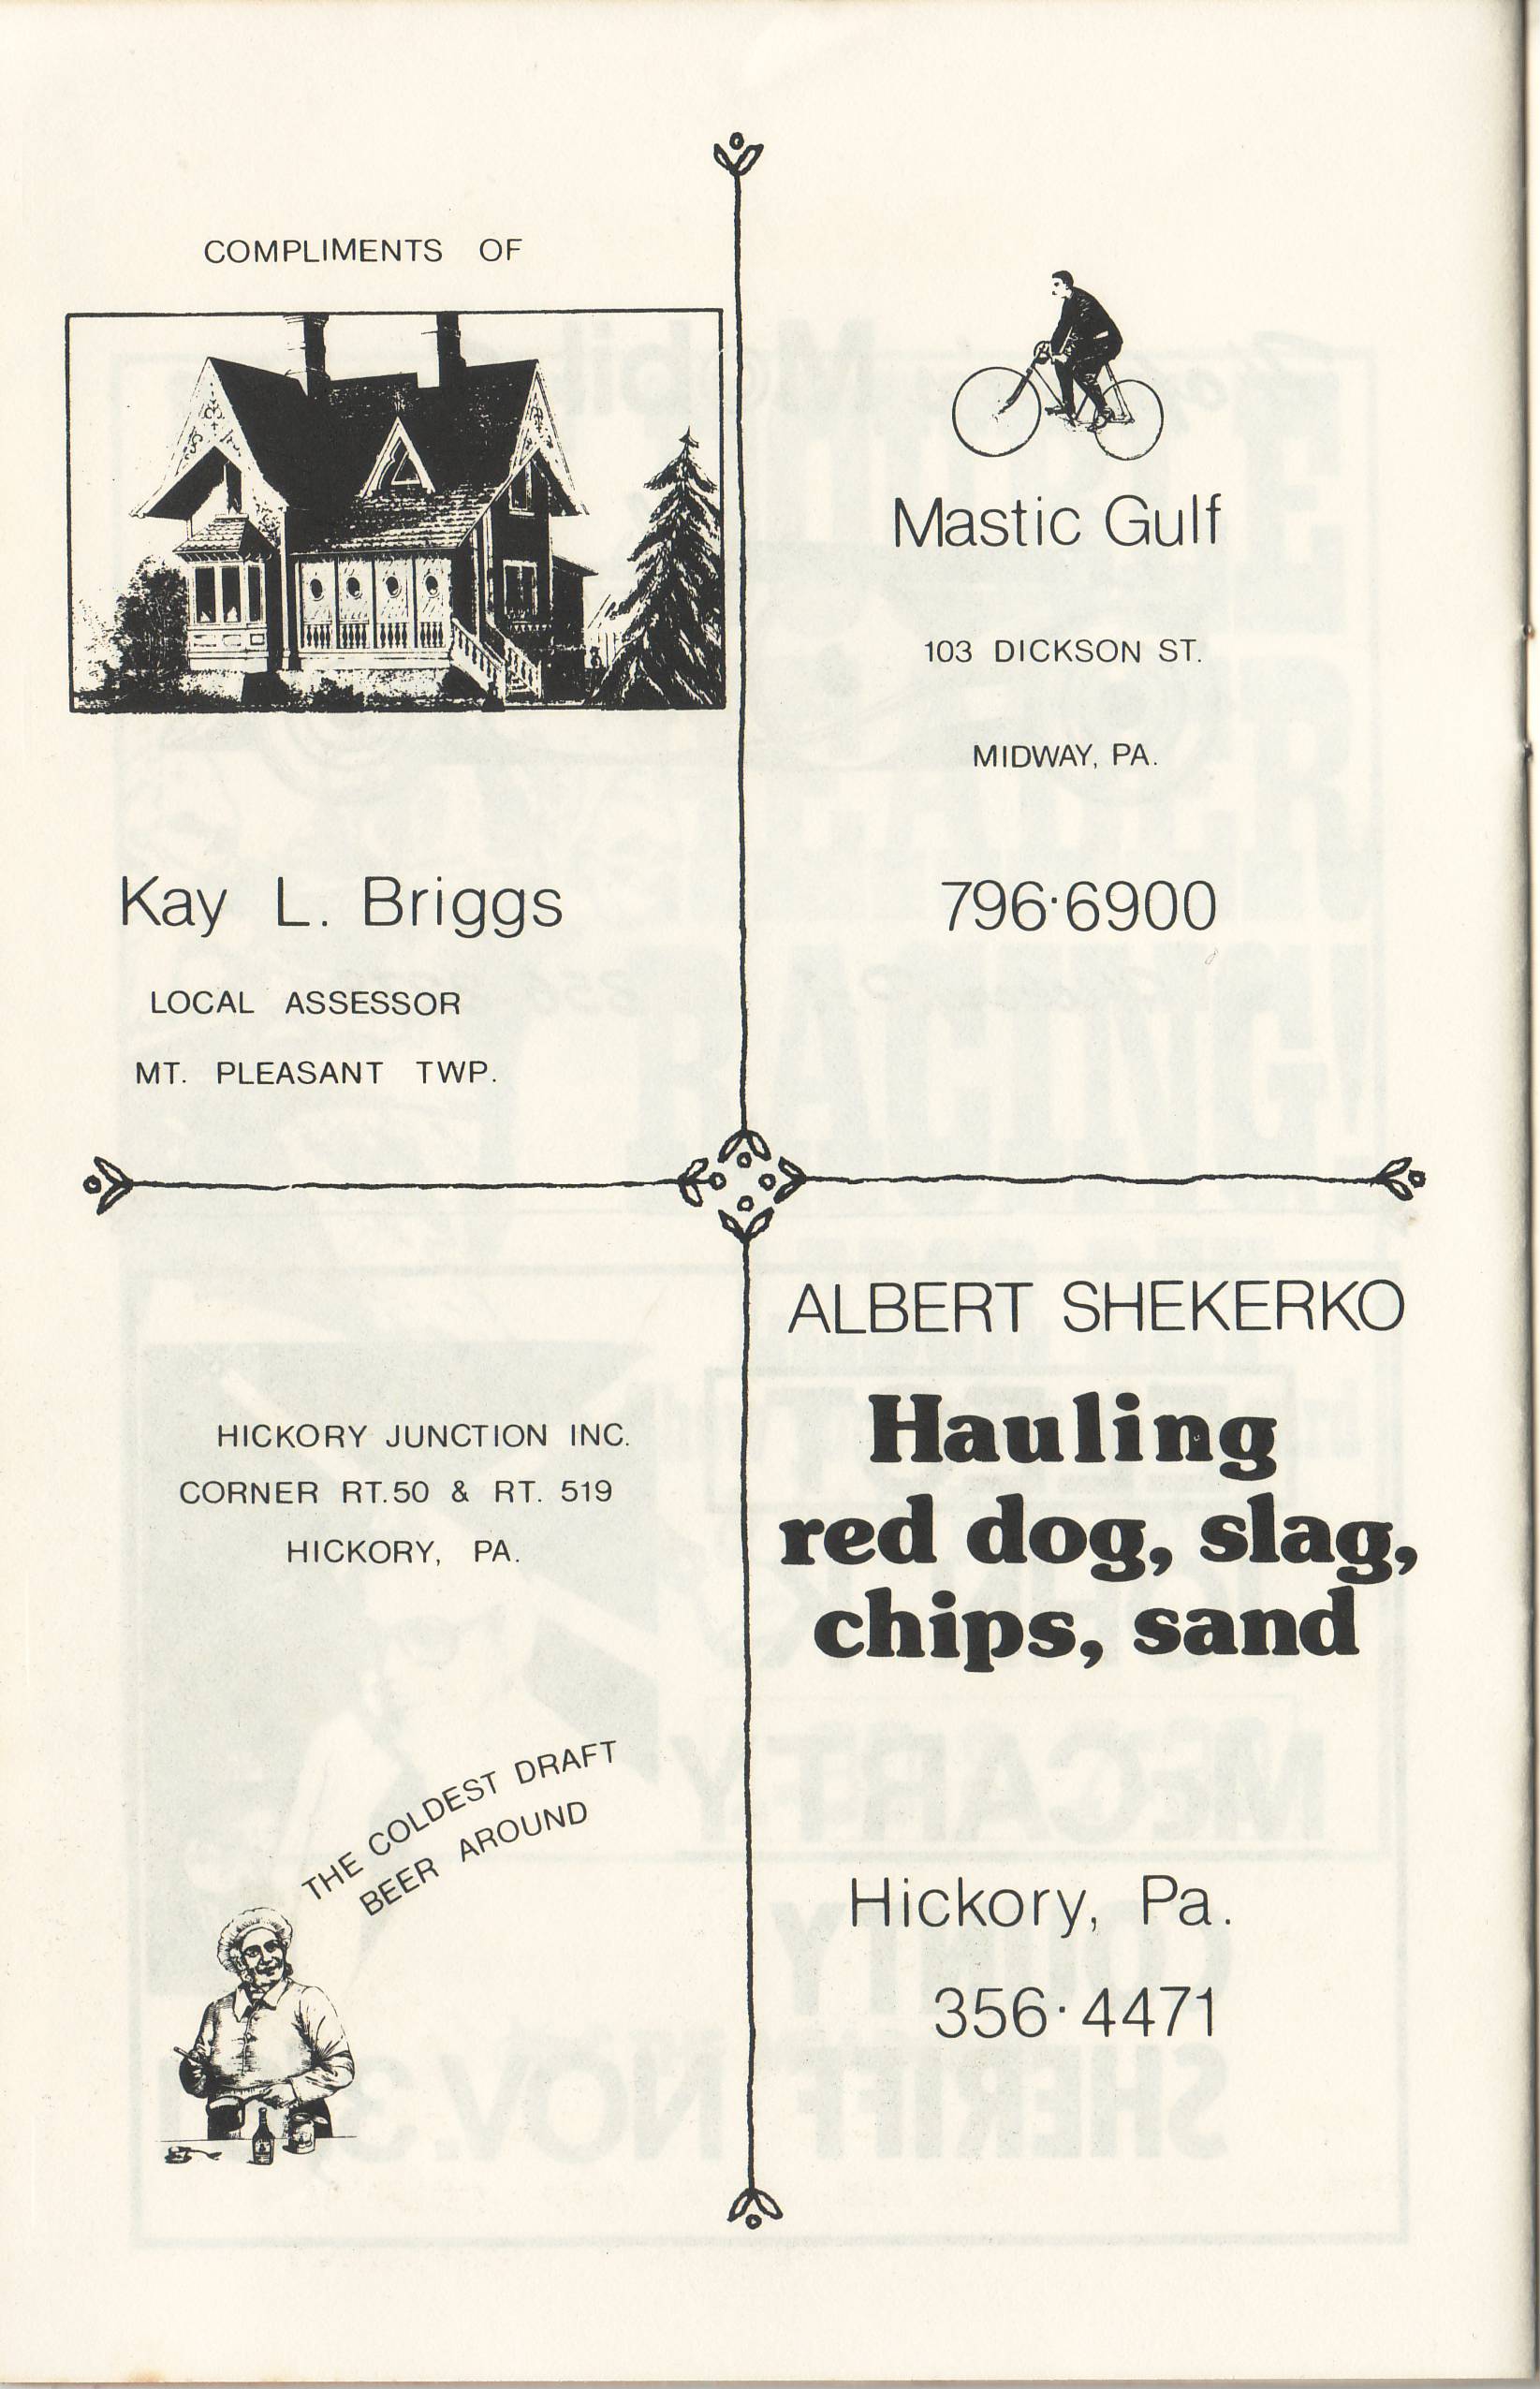 COMPLIMENTS OF
Kay L. Briggs
LOCAL ASSESSOR
MT. PLEASANT TWP.
Mastic Gulf
103 DICKSON ST.
MIDWAY, PA.
796·6900
HICKORY JUNCTION INC.
CORNER RT.50 & RT. 519
HICKORY, PA.
THE COLDEST DRAFT
BEER AROUND
ALBERT SHEKERKO
Hauling
red dog, slag,
chips, sand
Hickory, Pa.
356·4471